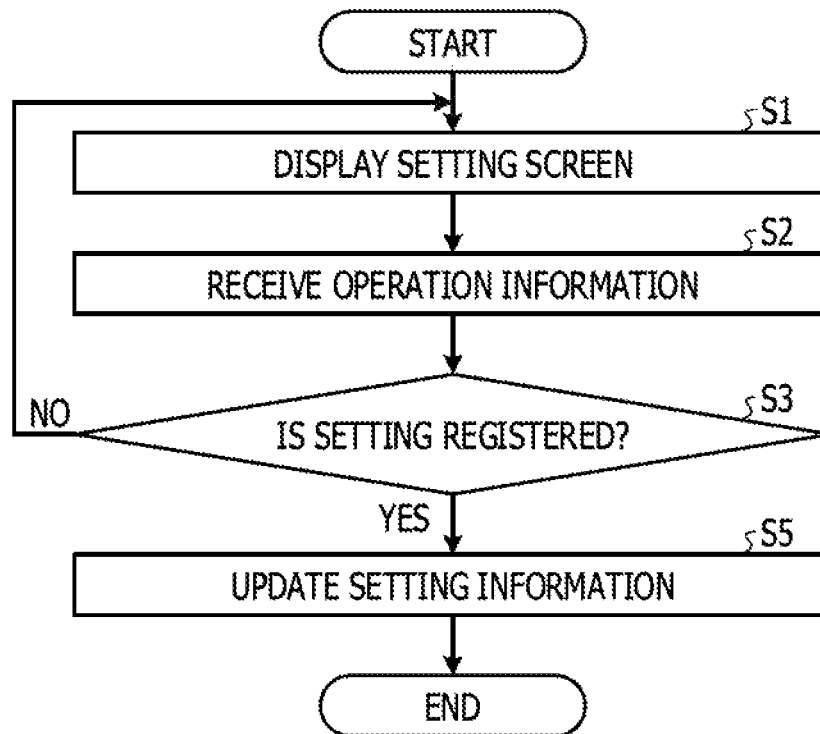 START
S1
DISPLAY SETTING SCREEN
S2
RECEIVE OPERATION INFORMATION
S3
NO
IS SETTING REGISTERED?
YES
S5
UPDATE SETTING INFORMATION
END